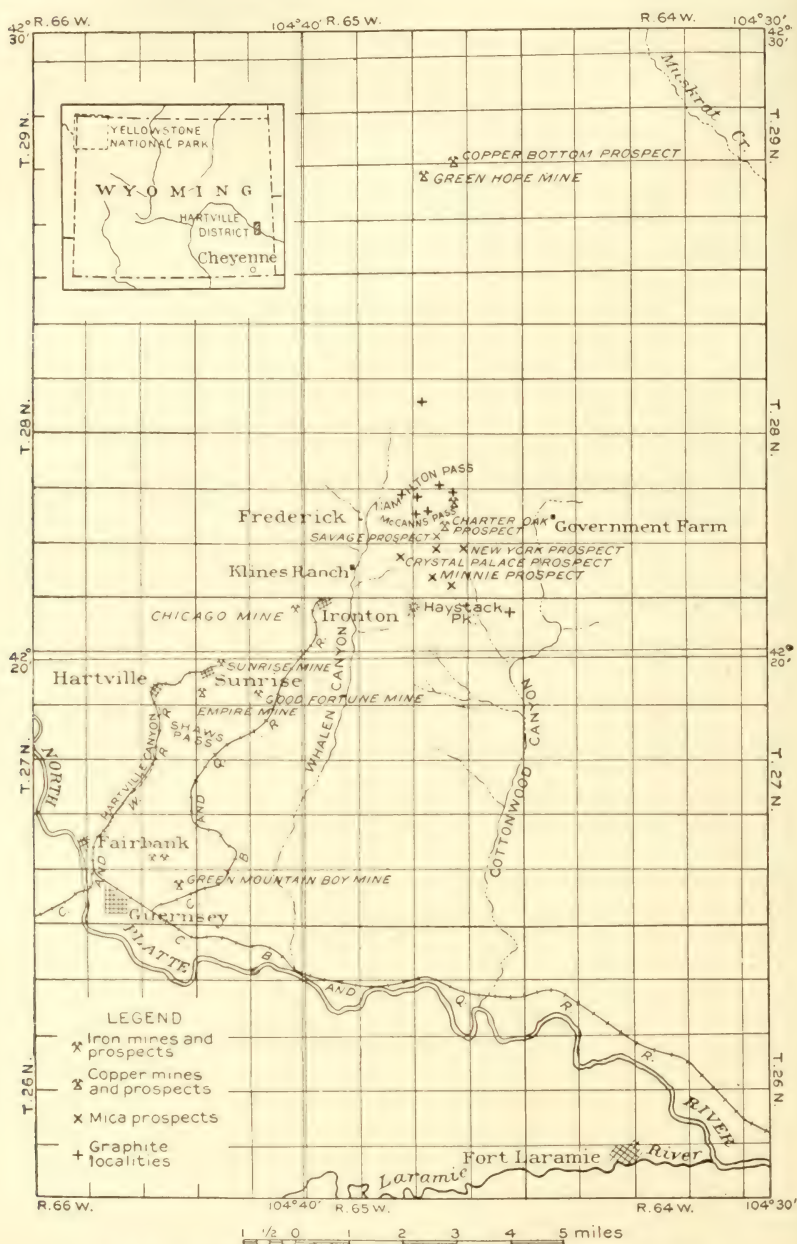 R. 66 W. 104°40' R. 65 W. R. 64 W. 104°30'
42° 30'
42° 30'
T. 29 N.
T. 29 N.
Muskrat Cr.
YELLOWSTONE
NATIONAL PARK
WYOMING
HARTVILLE
DISTRICT
Cheyenne
COPPER BOTTOM PROSPECT
GREEN HOPE MINE
T. 28 N.
T. 28 N.
HAMILTON PASS
McCANNS PASS
Frederick
CHARTER OAK
PROSPECT
Government Farm
SAVAGE PROSPECT
NEW YORK PROSPECT
CRYSTAL PALACE PROSPECT
Klines Ranch
MINNIE PROSPECT
CHICAGO MINE
Ironton
Haystack
Pk.
42° 20'
42° 20'
SUNRISE MINE
Hartville
Sunrise
GOOD FORTUNE MINE
EMPIRE MINE
SHAWS
PASS
HARTVILLE CANYON
WHALEN CANYON
COTTONWOOD CANYON
C. AND W. R. R.
C. B. AND Q. R. R.
T. 27 N.
T. 27 N.
NORTH
Fairbank
GREEN MOUNTAIN BOY MINE
Guernsey
PLATTE
C. B. AND Q. R. R.
RIVER
LEGEND
Iron mines and
prospects
Copper mines
and prospects
Mica prospects
Graphite
localities
T. 26 N.
T. 26 N.
Fort Laramie
Laramie River
R. 66 W. 104°40' R. 65 W. R. 64 W. 104°30'
1 ½ 0 1 2 3 4 5 miles